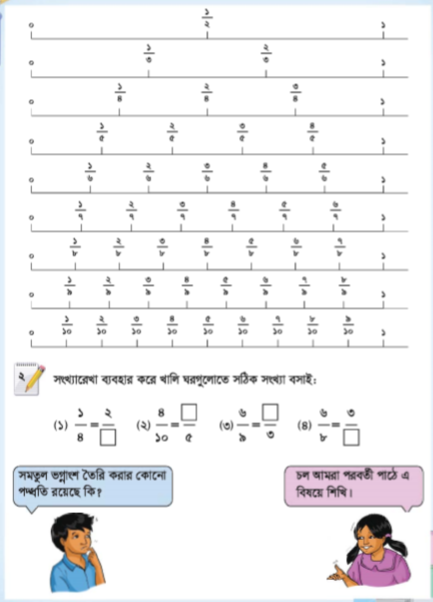 ১/২
০ ১
১/৩ ২/৩
০ ১
১/৪ ২/৪ ৩/৪
০ ১
১/৫ ২/৫ ৩/৫ ৪/৫
০ ১
১/৬ ২/৬ ৩/৬ ৪/৬ ৫/৬
০ ১
১/৭ ২/৭ ৩/৭ ৪/৭ ৫/৭ ৬/৭
০ ১
১/৮ ২/৮ ৩/৮ ৪/৮ ৫/৮ ৬/৮ ৭/৮
০ ১
১/৯ ২/৯ ৩/৯ ৪/৯ ৫/৯ ৬/৯ ৭/৯ ৮/৯
০ ১
১/১০ ২/১০ ৩/১০ ৪/১০ ৫/১০ ৬/১০ ৭/১০ ৮/১০ ৯/১০
০ ১
২ সংখ্যারেখা ব্যবহার করে খালি ঘরগুলোতে সঠিক সংখ্যা বসাই:
(১) ১/৪ = ২/□ (২) ৪/১০ = □/৫ (৩) ৬/৯ = □/৩ (৪) ৬/৮ = ৩/□
সমতুল ভগ্নাংশ তৈরি করার কোনো
পদ্ধতি রয়েছে কি?
চল আমরা পরবর্তী পাঠে এ
বিষয়ে শিখি।